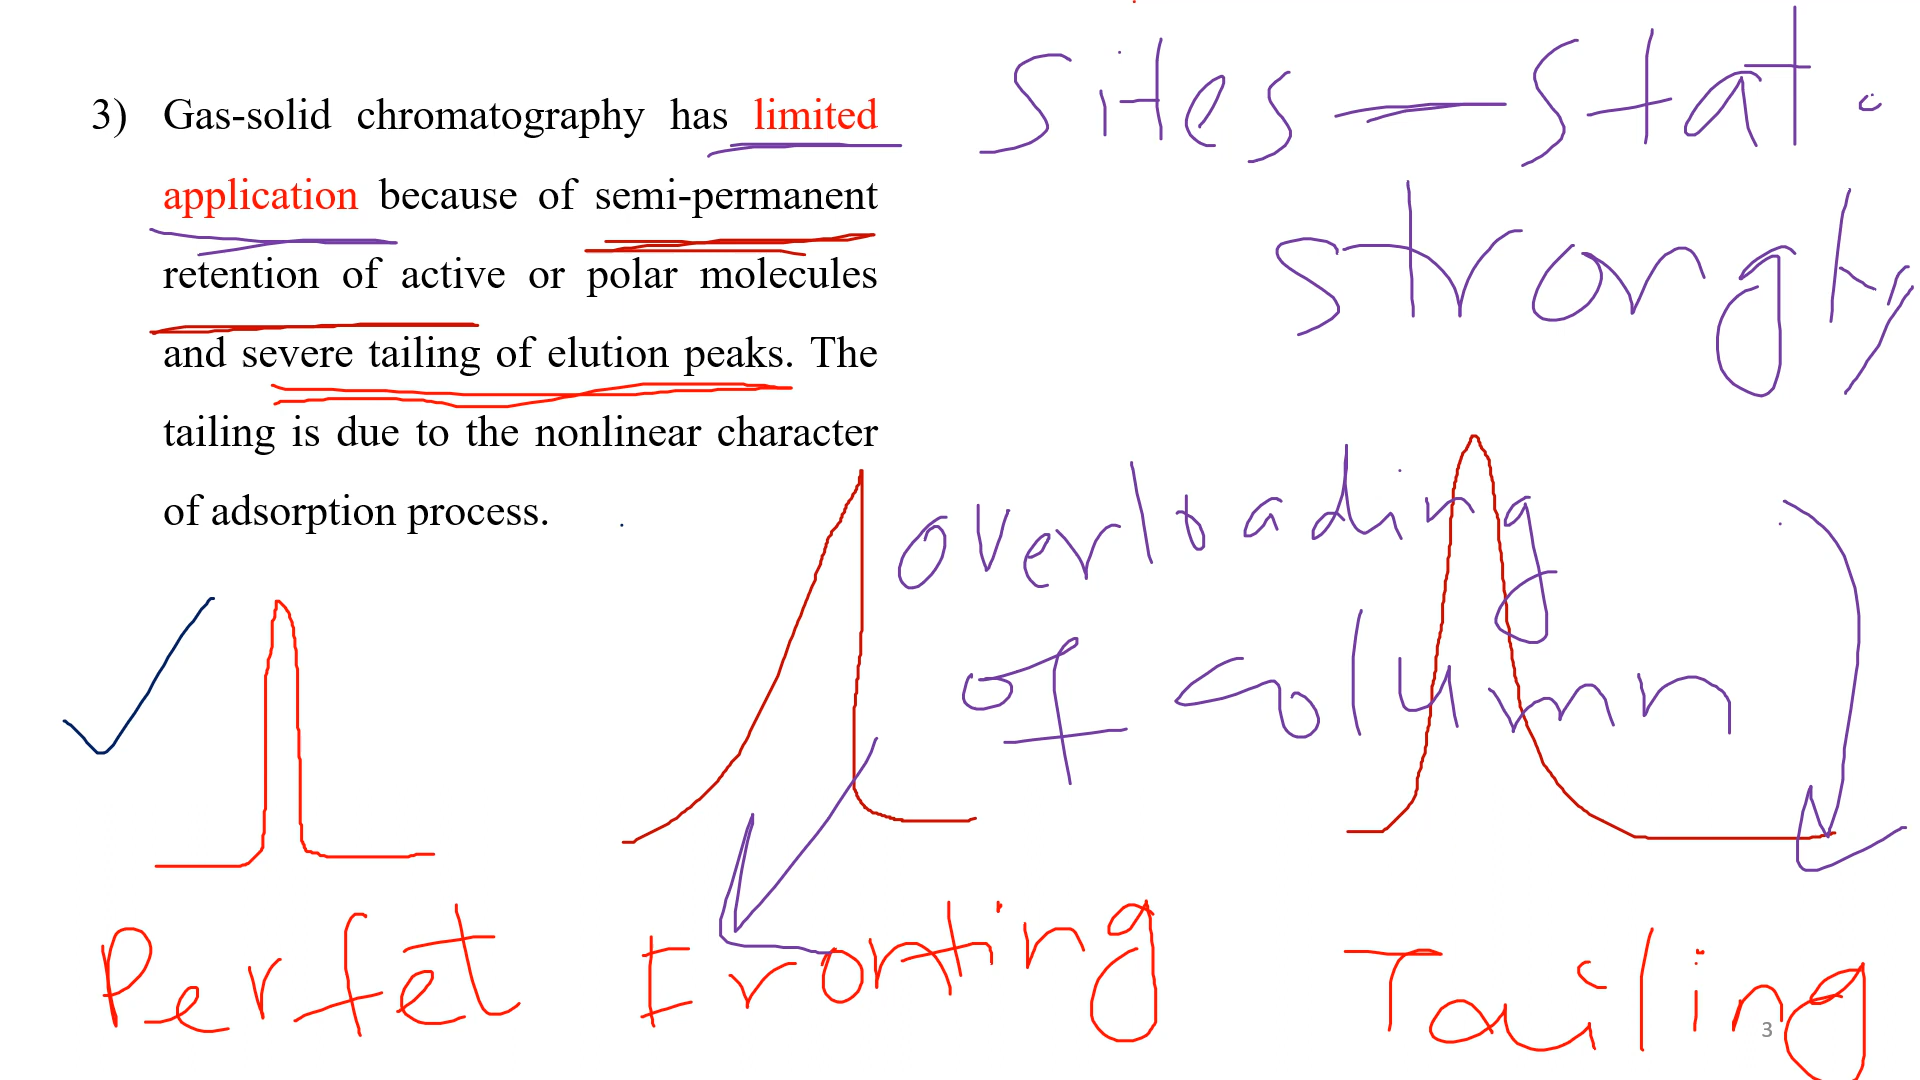 3) Gas-solid chromatography has limited
application because of semi-permanent
retention of active or polar molecules
and severe tailing of elution peaks. The
tailing is due to the nonlinear character
of adsorption process.
Sites — Stat.
strongly
overloading
of column
Perfet
Fronting
Tailing
3